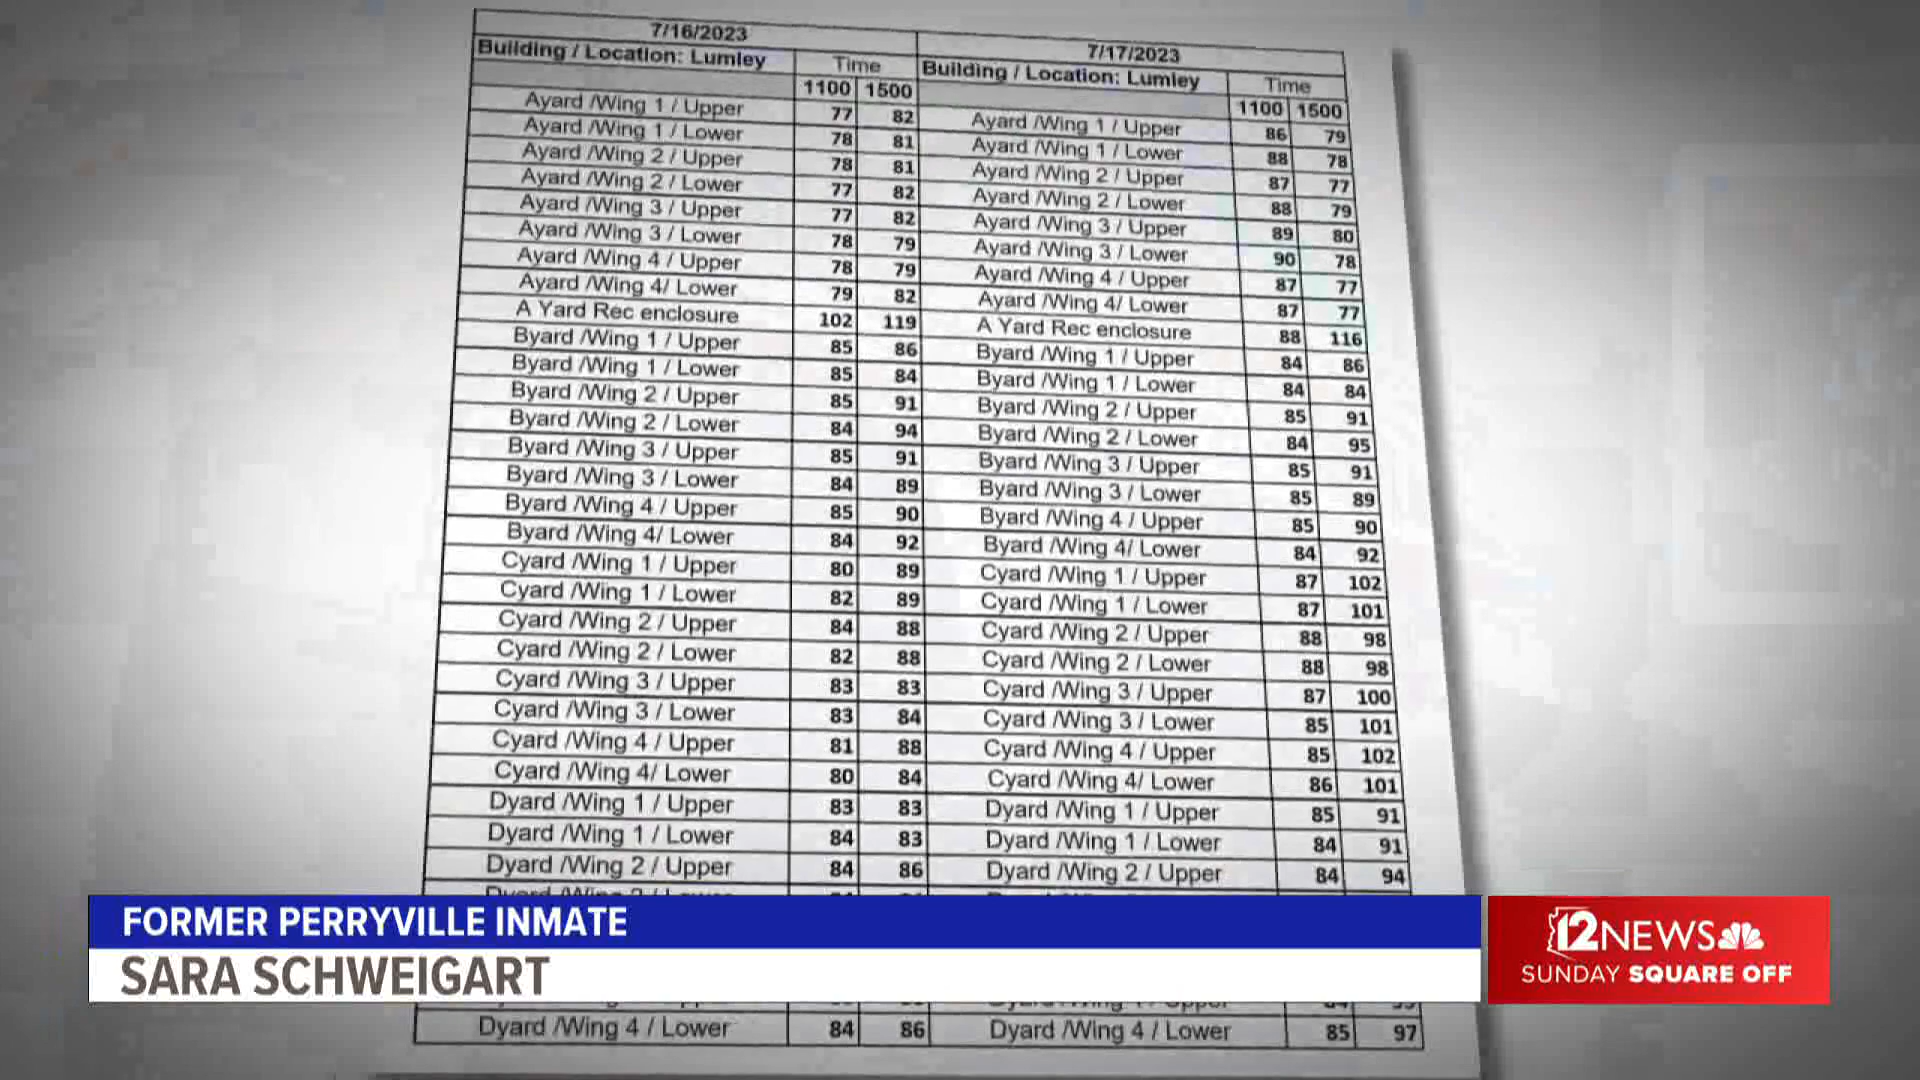 7/16/2023 7/17/2023
Building / Location: Lumley Time Building / Location: Lumley Time
1100 1500 1100 1500
Ayard /Wing 1 / Upper 77 82 Ayard /Wing 1 / Upper 86 79
Ayard /Wing 1 / Lower 78 81 Ayard /Wing 1 / Lower 88 78
Ayard /Wing 2 / Upper 78 81 Ayard /Wing 2 / Upper 87 77
Ayard /Wing 2 / Lower 77 82 Ayard /Wing 2 / Lower 88 79
Ayard /Wing 3 / Upper 77 82 Ayard /Wing 3 / Upper 89 80
Ayard /Wing 3 / Lower 78 79 Ayard /Wing 3 / Lower 90 78
Ayard /Wing 4 / Upper 78 79 Ayard /Wing 4 / Upper 87 77
Ayard /Wing 4/ Lower 79 82 Ayard /Wing 4/ Lower 87 77
A Yard Rec enclosure 102 119 A Yard Rec enclosure 88 116
Byard /Wing 1 / Upper 85 86 Byard /Wing 1 / Upper 84 86
Byard /Wing 1 / Lower 85 84 Byard /Wing 1 / Lower 84 84
Byard /Wing 2 / Upper 85 91 Byard /Wing 2 / Upper 85 91
Byard /Wing 2 / Lower 84 94 Byard /Wing 2 / Lower 84 95
Byard /Wing 3 / Upper 85 91 Byard /Wing 3 / Upper 85 91
Byard /Wing 3 / Lower 84 89 Byard /Wing 3 / Lower 85 89
Byard /Wing 4 / Upper 85 90 Byard /Wing 4 / Upper 85 90
Byard /Wing 4/ Lower 84 92 Byard /Wing 4/ Lower 84 92
Cyard /Wing 1 / Upper 80 89 Cyard /Wing 1 / Upper 87 102
Cyard /Wing 1 / Lower 82 89 Cyard /Wing 1 / Lower 87 101
Cyard /Wing 2 / Upper 84 88 Cyard /Wing 2 / Upper 88 98
Cyard /Wing 2 / Lower 82 88 Cyard /Wing 2 / Lower 88 98
Cyard /Wing 3 / Upper 83 83 Cyard /Wing 3 / Upper 87 100
Cyard /Wing 3 / Lower 83 84 Cyard /Wing 3 / Lower 85 101
Cyard /Wing 4 / Upper 81 88 Cyard /Wing 4 / Upper 85 102
Cyard /Wing 4/ Lower 80 84 Cyard /Wing 4/ Lower 86 101
Dyard /Wing 1 / Upper 83 83 Dyard /Wing 1 / Upper 85 91
Dyard /Wing 1 / Lower 84 83 Dyard /Wing 1 / Lower 84 91
Dyard /Wing 2 / Upper 84 86 Dyard /Wing 2 / Upper 84 94
FORMER PERRYVILLE INMATE
SARA SCHWEIGART
12NEWS
SUNDAY SQUARE OFF
Dyard /Wing 4 / Lower 84 86 Dyard /Wing 4 / Lower 85 97